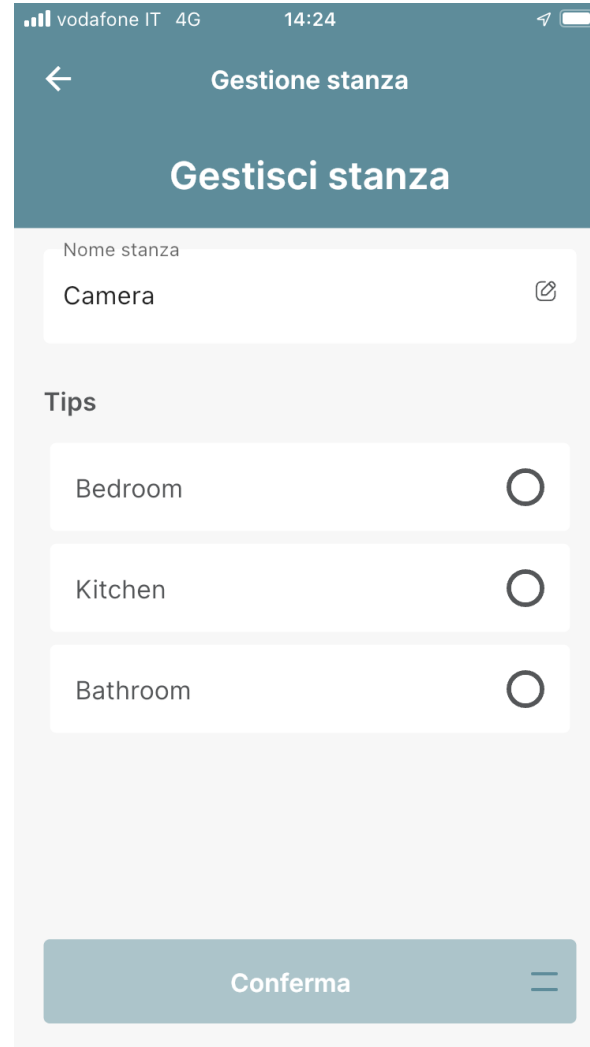 vodafone IT 4G 14:24
Gestione stanza
Gestisci stanza
Nome stanza
Camera
Tips
Bedroom
Kitchen
Bathroom
Conferma